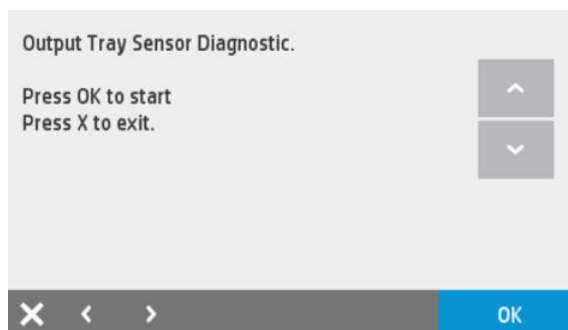 Output Tray Sensor Diagnostic.
Press OK to start
Press X to exit.
OK